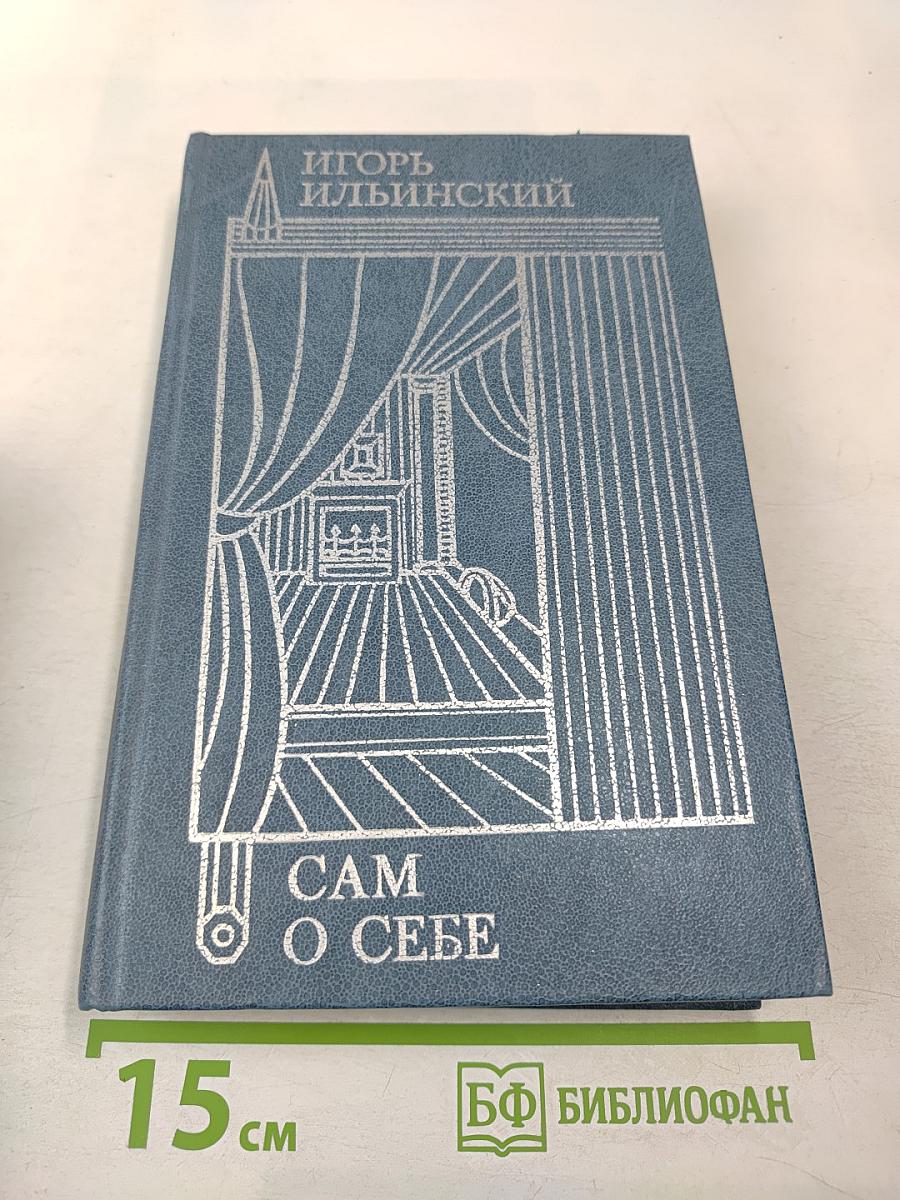 ИГОРЬ
ИЛЬИНСКИЙ
САМ
О СЕБЕ
15 см
БФ БИБЛИОФАН